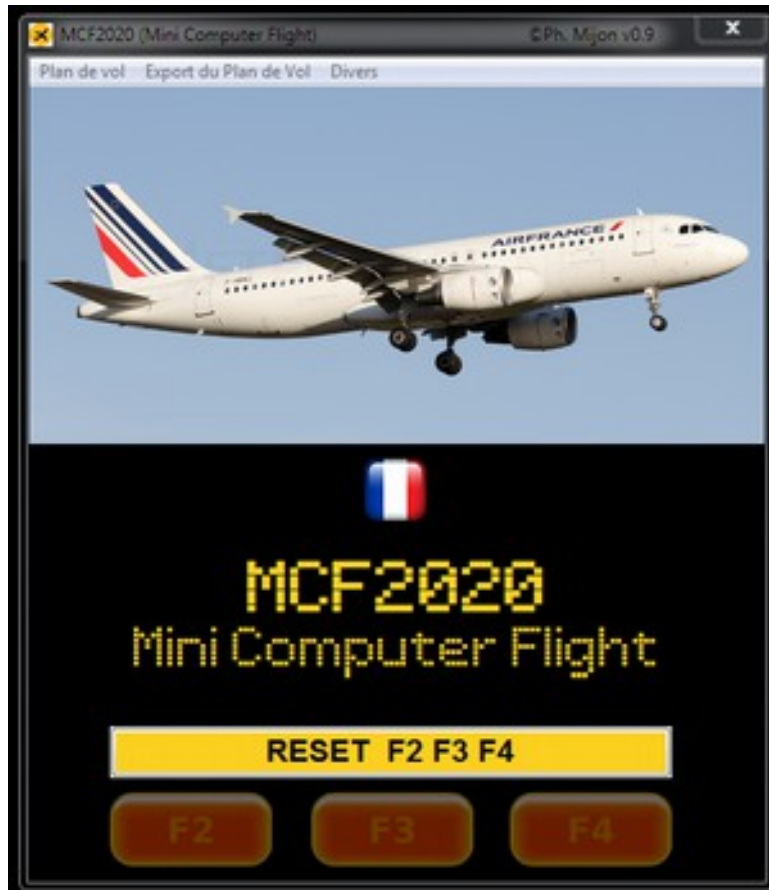 MCF2020 (Mini Computer Flight) ©Ph. Mijon v0.9 x
Plan de vol Export du Plan de Vol Divers
AIRFRANCE
MCF2020
Mini Computer Flight
RESET F2 F3 F4
F2 F3 F4